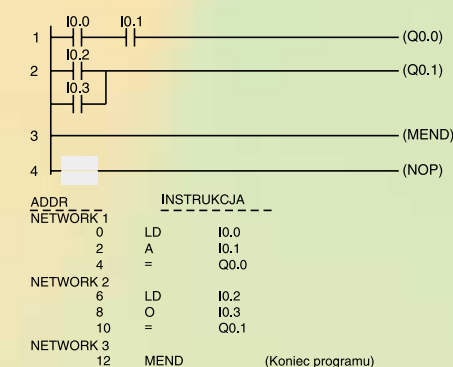 I0.0 I0.1
1 (Q0.0)
I0.2
2 (Q0.1)
I0.3
3 (MEND)
4 (NOP)
ADDR INSTRUKCJA
NETWORK 1
0 LD I0.0
2 A I0.1
4 = Q0.0
NETWORK 2
6 LD I0.2
8 O I0.3
10 = Q0.1
NETWORK 3
12 MEND (Koniec programu)